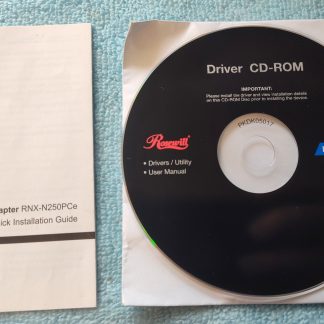 apter RNX-N250PCe
ick Installation Guide
Driver CD-ROM
IMPORTANT:
Please install the driver and view installation details
on this CD-ROM Disc prior to installing the device.
PKDK05017
Rosewill
• Drivers / Utility
• User Manual